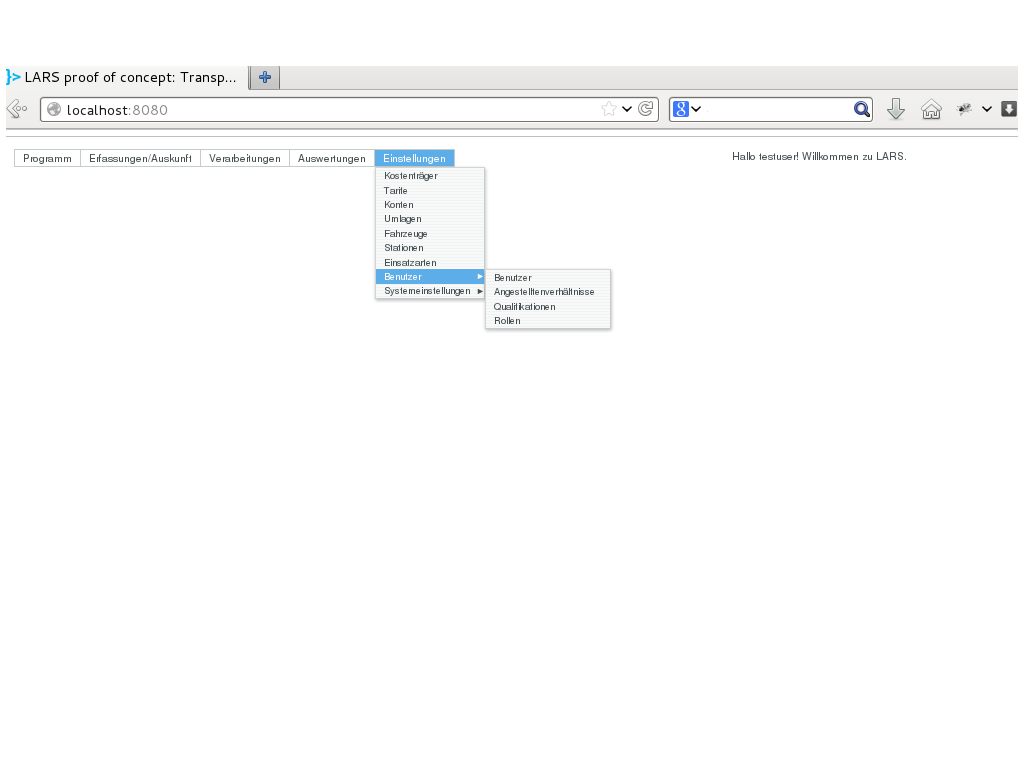 LARS proof of concept: Transp...
localhost:8080
Programm Erfassungen/Auskunft Verarbeitungen Auswertungen Einstellungen Hallo testuser! Willkommen zu LARS.
Kostenträger
Tarife
Konten
Umlagen
Fahrzeuge
Stationen
Einsatzarten
Benutzer
Systemeinstellungen
Benutzer
Angestelltenverhältnisse
Qualifikationen
Rollen